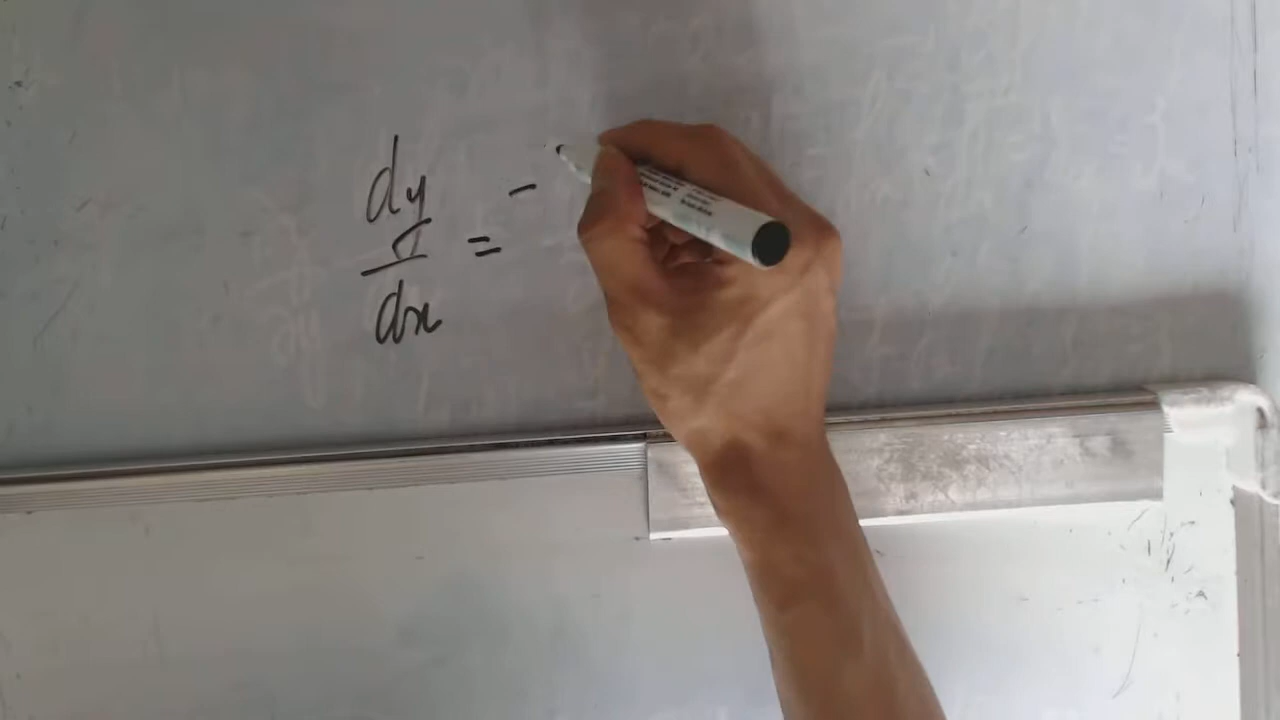 dy/dx = -